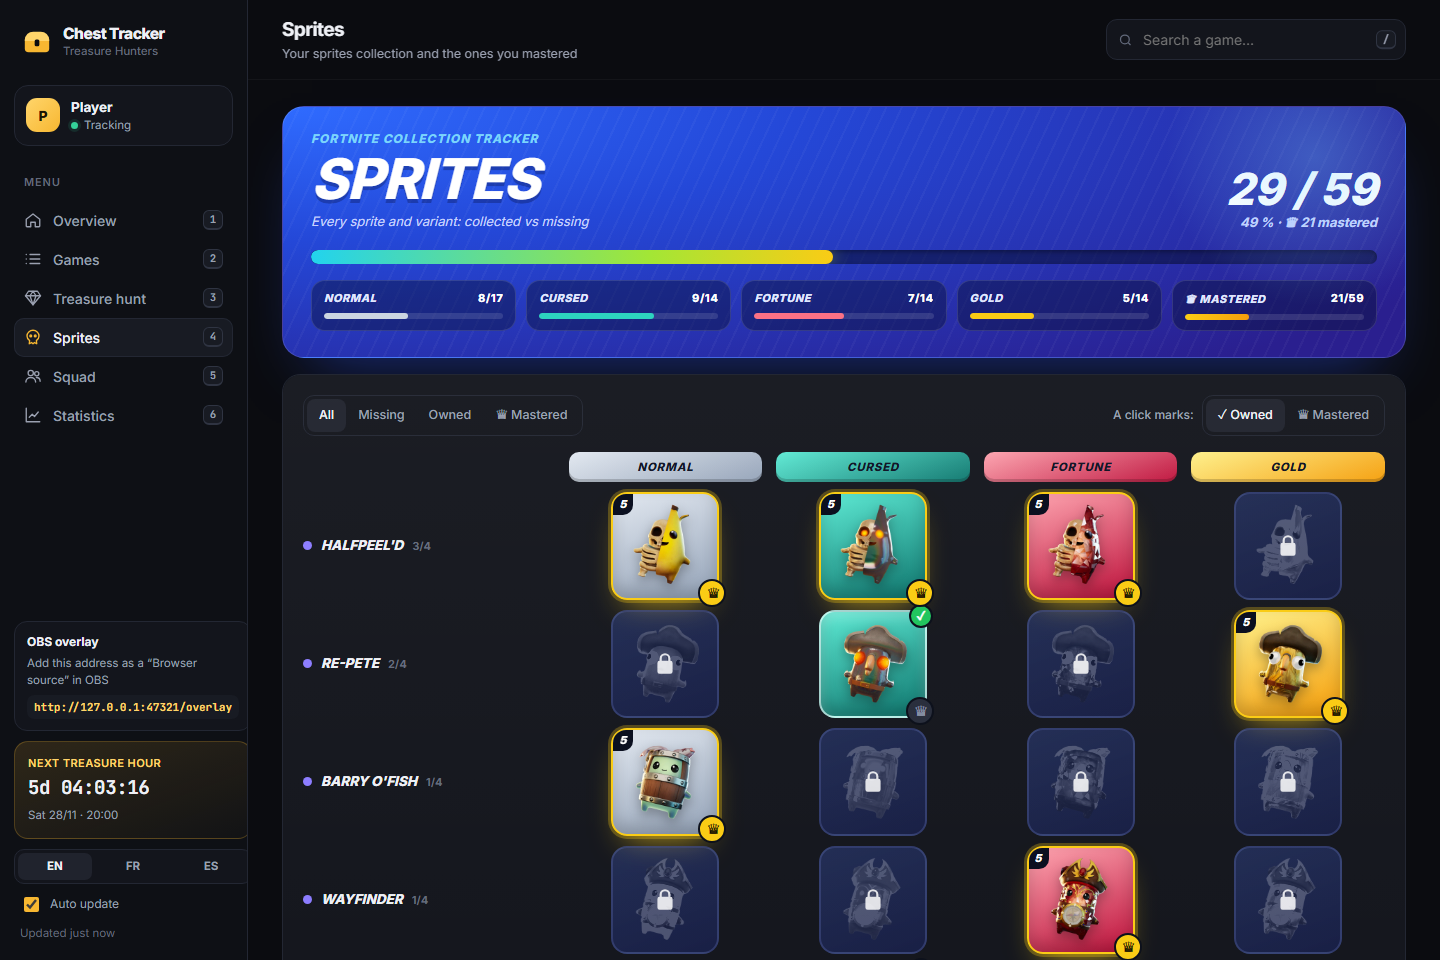 Chest Tracker
Treasure Hunters
P
Player
Tracking
MENU
Overview 1
Games 2
Treasure hunt 3
Sprites 4
Squad 5
Statistics 6
OBS overlay
Add this address as a “Browser
source” in OBS
http://127.0.0.1:47321/overlay
NEXT TREASURE HOUR
5d 04:03:16
Sat 28/11 · 20:00
EN FR ES
Auto update
Updated just now
Sprites
Your sprites collection and the ones you mastered
Search a game... /
FORTNITE COLLECTION TRACKER
SPRITES
Every sprite and variant: collected vs missing
29 / 59
49 % · ♛ 21 mastered
NORMAL 8/17
CURSED 9/14
FORTUNE 7/14
GOLD 5/14
♛ MASTERED 21/59
All Missing Owned ♛ Mastered
A click marks: ✓ Owned ♛ Mastered
NORMAL CURSED FORTUNE GOLD
5 5 5
HALFPEEL'D 3/4
5
RE-PETE 2/4
5
BARRY O'FISH 1/4
5
WAYFINDER 1/4